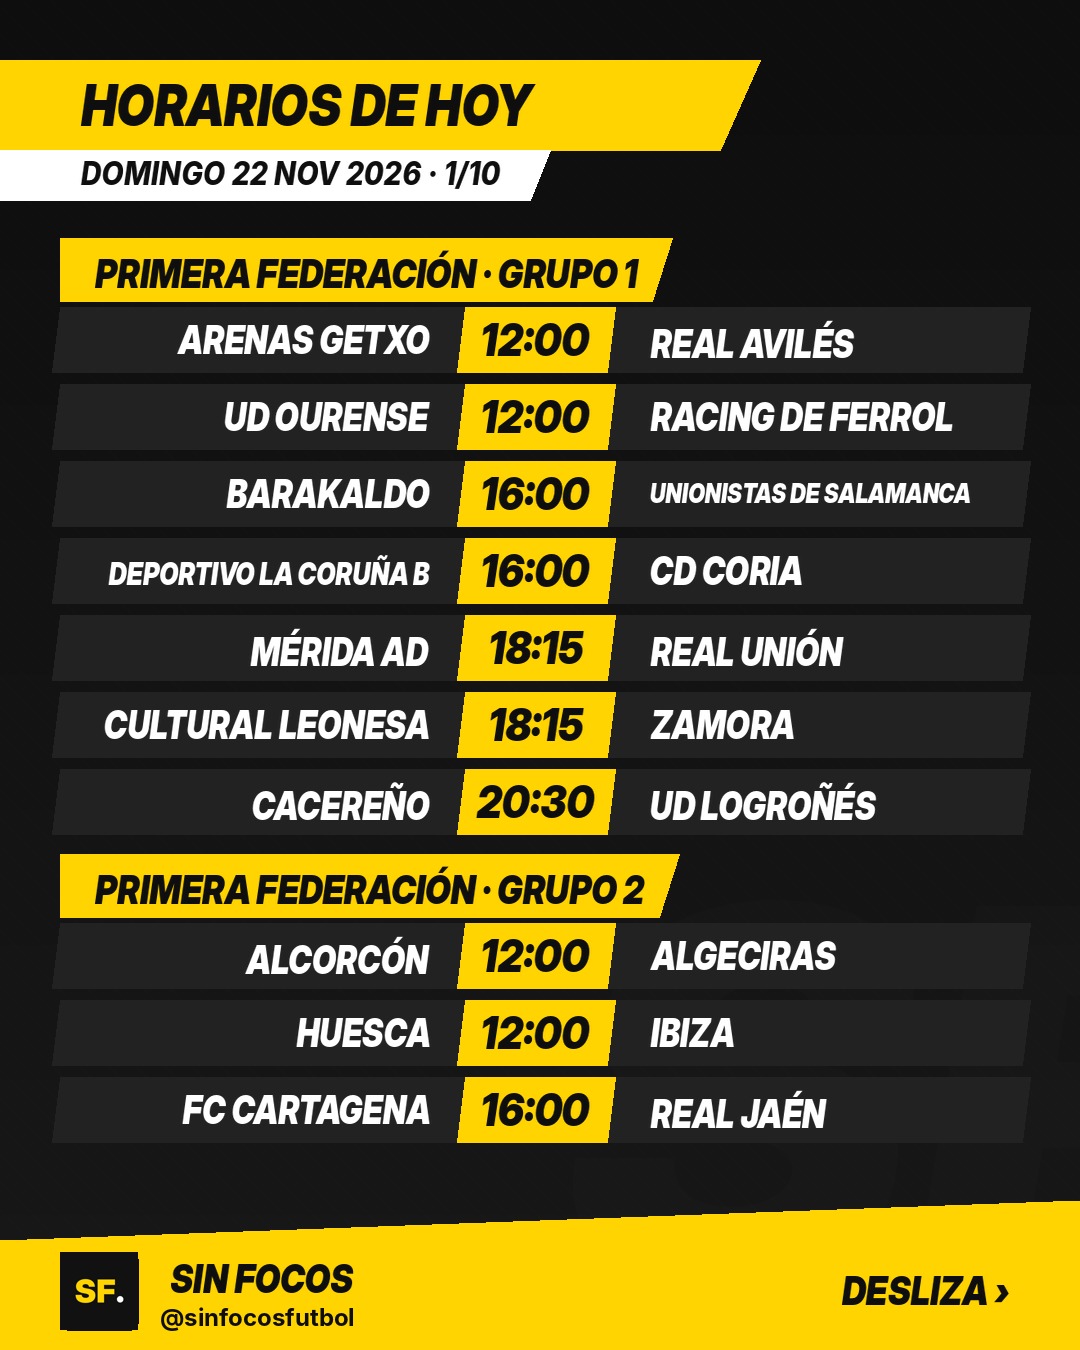 HORARIOS DE HOY
DOMINGO 22 NOV 2026 · 1/10
PRIMERA FEDERACIÓN · GRUPO 1
ARENAS GETXO 12:00 REAL AVILÉS
UD OURENSE 12:00 RACING DE FERROL
BARAKALDO 16:00 UNIONISTAS DE SALAMANCA
DEPORTIVO LA CORUÑA B 16:00 CD CORIA
MÉRIDA AD 18:15 REAL UNIÓN
CULTURAL LEONESA 18:15 ZAMORA
CACEREÑO 20:30 UD LOGROÑÉS
PRIMERA FEDERACIÓN · GRUPO 2
ALCORCÓN 12:00 ALGECIRAS
HUESCA 12:00 IBIZA
FC CARTAGENA 16:00 REAL JAÉN
SF.
SIN FOCOS
@sinfocosfutbol
DESLIZA ›